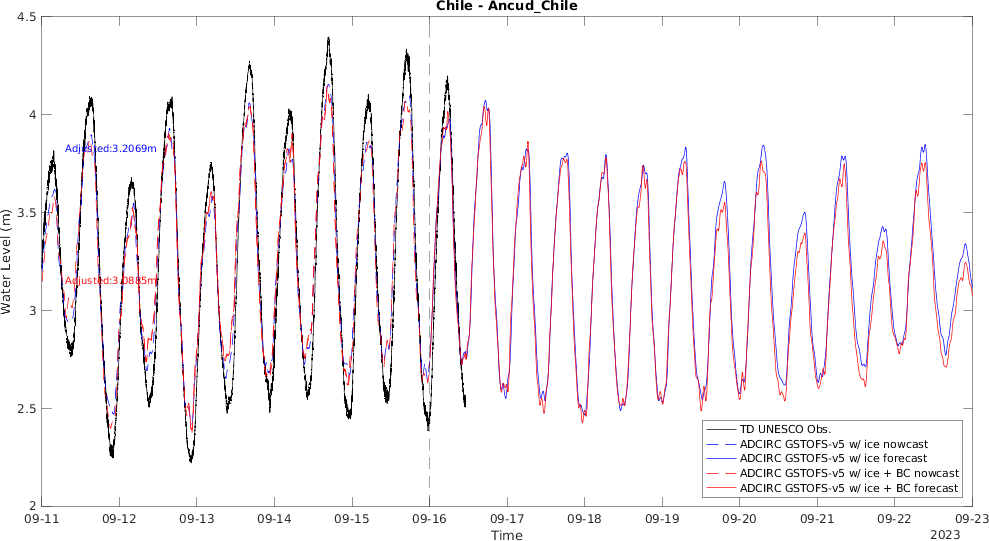 Chile - Ancud_Chile
4.5
4
3.5
3
2.5
2
Water Level (m)
Adjusted:3.2069m
Adjusted:3.0885m
TD UNESCO Obs.
ADCIRC GSTOFS-v5 w/ ice nowcast
ADCIRC GSTOFS-v5 w/ ice forecast
ADCIRC GSTOFS-v5 w/ ice + BC nowcast
ADCIRC GSTOFS-v5 w/ ice + BC forecast
09-11 09-12 09-13 09-14 09-15 09-16 09-17 09-18 09-19 09-20 09-21 09-22 09-23
Time
2023